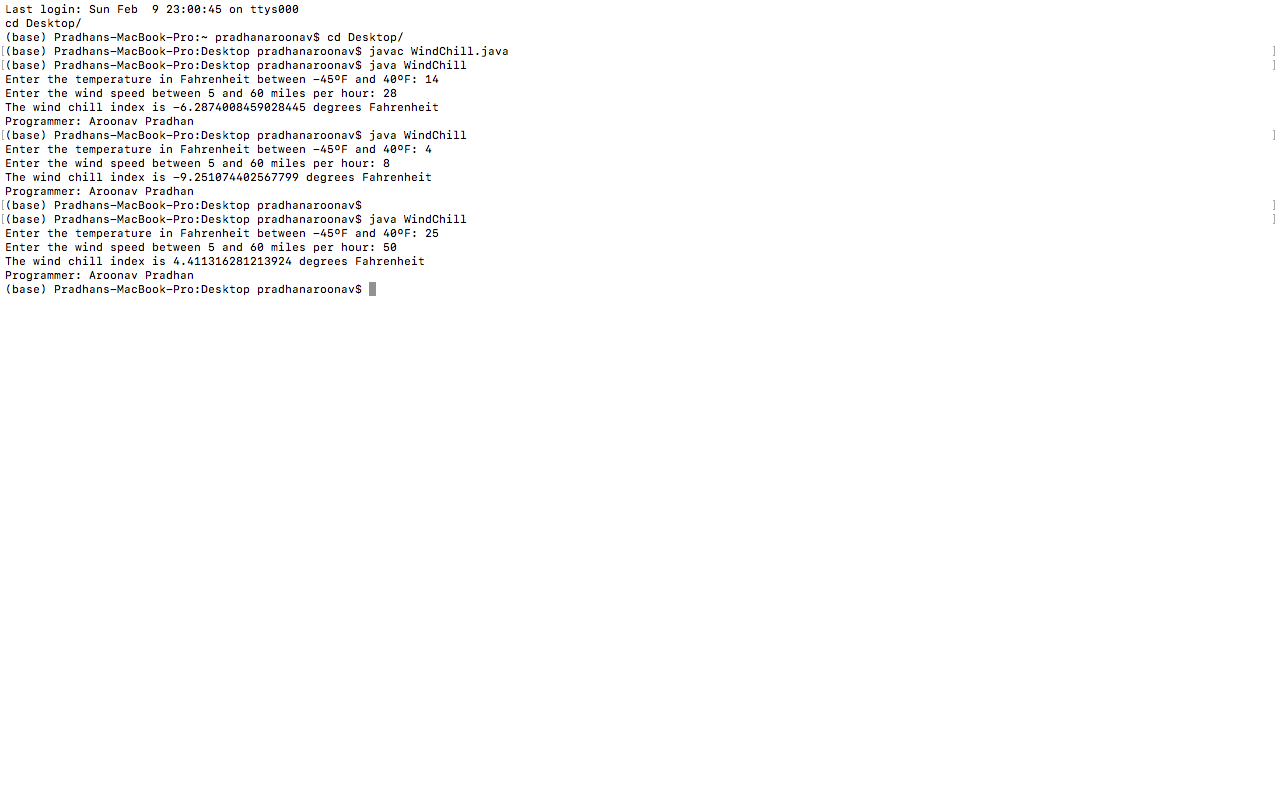 Last login: Sun Feb  9 23:00:45 on ttys000
cd Desktop/
(base) Pradhans-MacBook-Pro:~ pradhanaroonav$ cd Desktop/
[(base) Pradhans-MacBook-Pro:Desktop pradhanaroonav$ javac WindChill.java ]
[(base) Pradhans-MacBook-Pro:Desktop pradhanaroonav$ java WindChill ]
Enter the temperature in Fahrenheit between -45ºF and 40ºF: 14
Enter the wind speed between 5 and 60 miles per hour: 28
The wind chill index is -6.2874008459028445 degrees Fahrenheit
Programmer: Aroonav Pradhan
[(base) Pradhans-MacBook-Pro:Desktop pradhanaroonav$ java WindChill ]
Enter the temperature in Fahrenheit between -45ºF and 40ºF: 4
Enter the wind speed between 5 and 60 miles per hour: 8
The wind chill index is -9.251074402567799 degrees Fahrenheit
Programmer: Aroonav Pradhan
[(base) Pradhans-MacBook-Pro:Desktop pradhanaroonav$ ]
[(base) Pradhans-MacBook-Pro:Desktop pradhanaroonav$ java WindChill ]
Enter the temperature in Fahrenheit between -45ºF and 40ºF: 25
Enter the wind speed between 5 and 60 miles per hour: 50
The wind chill index is 4.411316281213924 degrees Fahrenheit
Programmer: Aroonav Pradhan
(base) Pradhans-MacBook-Pro:Desktop pradhanaroonav$